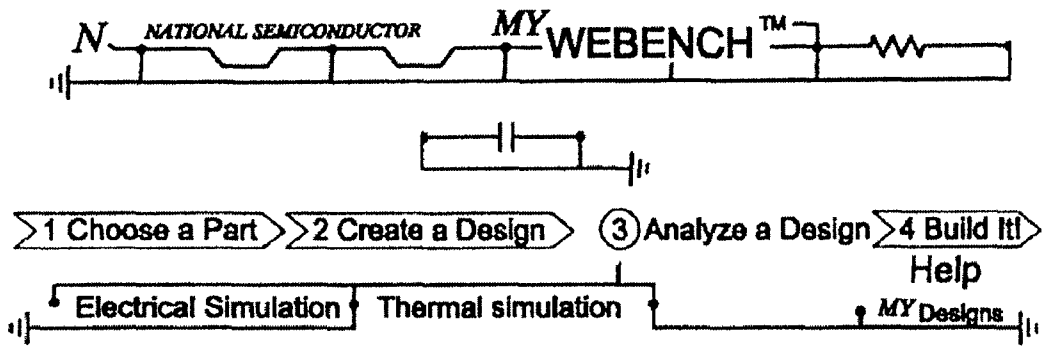 N NATIONAL SEMICONDUCTOR MY WEBENCH™
1 Choose a Part 2 Create a Design 3 Analyze a Design 4 Build It!
Help
Electrical Simulation Thermal simulation MY Designs